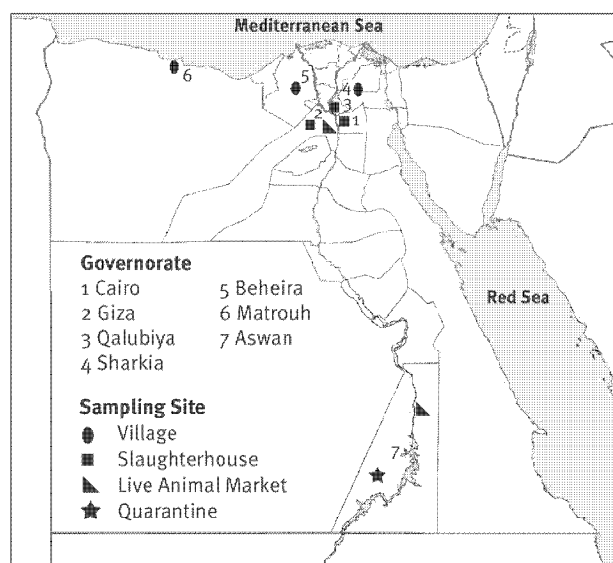 Mediterranean Sea
6
5
4
3
2
1
Red Sea
Governorate
1 Cairo 5 Beheira
2 Giza 6 Matrouh
3 Qalubiya 7 Aswan
4 Sharkia
Sampling Site
Village
Slaughterhouse
Live Animal Market
Quarantine
7